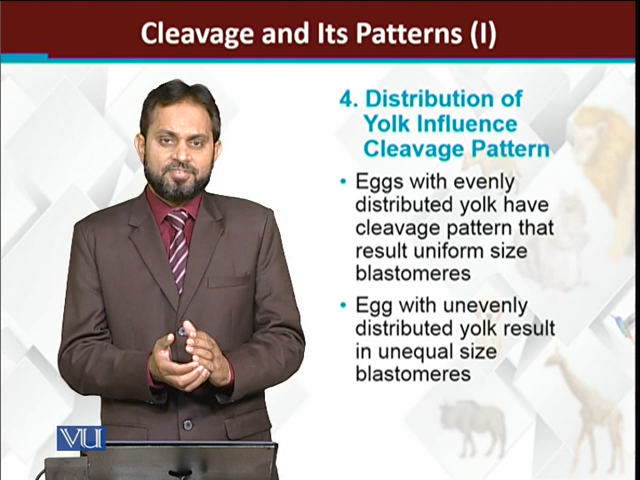 Cleavage and Its Patterns (I)
4. Distribution of
Yolk Influence
Cleavage Pattern
• Eggs with evenly
distributed yolk have
cleavage pattern that
result uniform size
blastomeres
• Egg with unevenly
distributed yolk result
in unequal size
blastomeres
VU